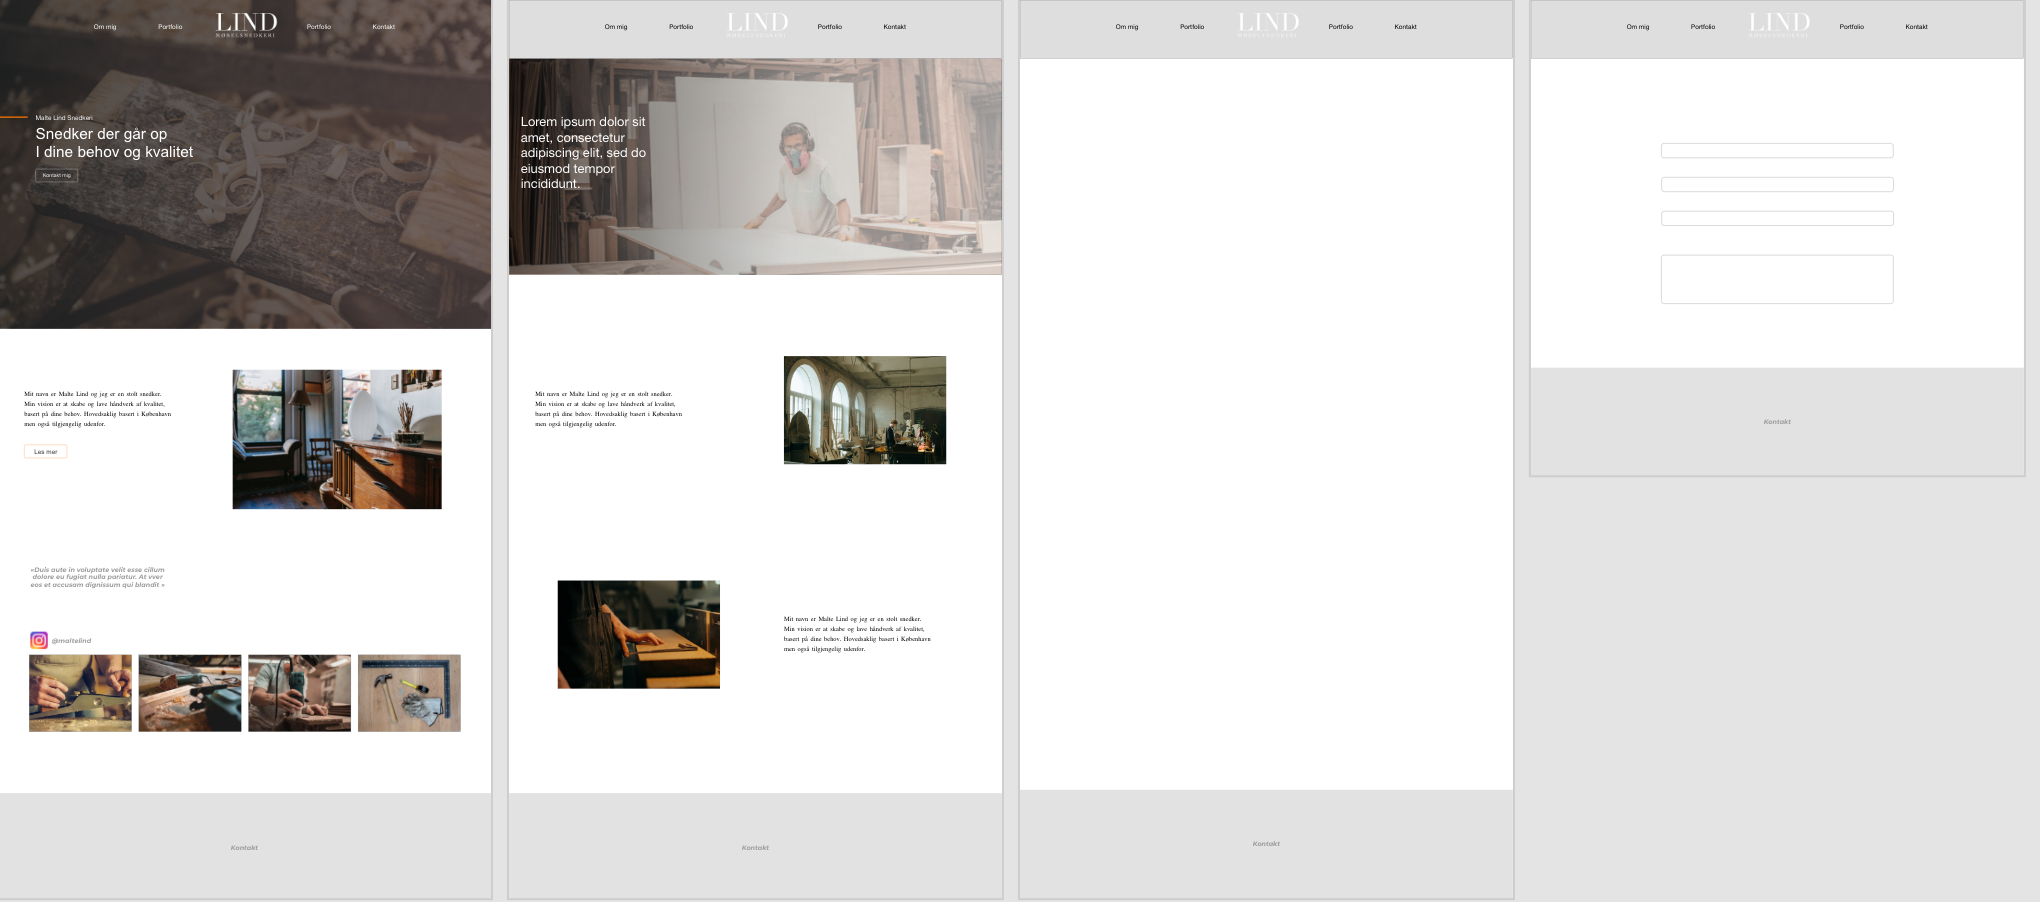 Om mig
Portfolio
LIND
MØBELSNEDKERI
Portfolio
Kontakt
Malte Lind Snedkeri
Snedker der går op
I dine behov og kvalitet
Kontakt mig
Mit navn er Malte Lind og jeg er en stolt snedker.
Min vision er at skabe og lave håndverk af kvalitet,
basert på dine behov. Hovedsaklig basert i København
men også tilgjengelig udenfor.
Les mer
«Duis aute in voluptate velit esse cillum
dolore eu fugiat nulla pariatur. At vver
eos et accusam dignissum qui blandit »
@maltelind
Kontakt
Om mig
Portfolio
LIND
MØBELSNEDKERI
Portfolio
Kontakt
Lorem ipsum dolor sit
amet, consectetur
adipiscing elit, sed do
eiusmod tempor
incididunt.
Mit navn er Malte Lind og jeg er en stolt snedker.
Min vision er at skabe og lave håndverk af kvalitet,
basert på dine behov. Hovedsaklig basert i København
men også tilgjengelig udenfor.
Mit navn er Malte Lind og jeg er en stolt snedker.
Min vision er at skabe og lave håndverk af kvalitet,
basert på dine behov. Hovedsaklig basert i København
men også tilgjengelig udenfor.
Kontakt
Om mig
Portfolio
LIND
MØBELSNEDKERI
Portfolio
Kontakt
Kontakt
Om mig
Portfolio
LIND
MØBELSNEDKERI
Portfolio
Kontakt
Kontakt